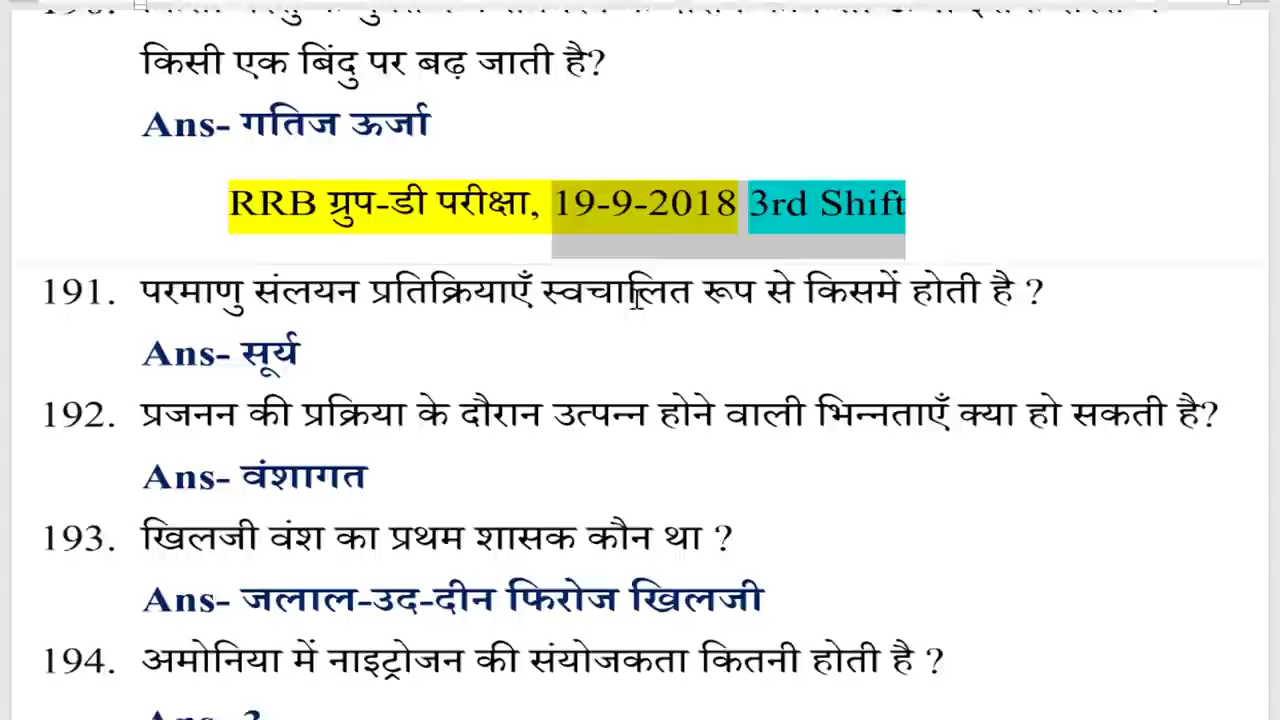 किसी एक बिंदु पर बढ़ जाती है?
Ans- गतिज ऊर्जा
RRB ग्रुप-डी परीक्षा, 19-9-2018 3rd Shift
191. परमाणु संलयन प्रतिक्रियाएँ स्वचालित रूप से किसमें होती है ?
Ans- सूर्य
192. प्रजनन की प्रक्रिया के दौरान उत्पन्न होने वाली भिन्नताएँ क्या हो सकती है?
Ans- वंशागत
193. खिलजी वंश का प्रथम शासक कौन था ?
Ans- जलाल-उद-दीन फिरोज खिलजी
194. अमोनिया में नाइट्रोजन की संयोजकता कितनी होती है ?
Ans- 3